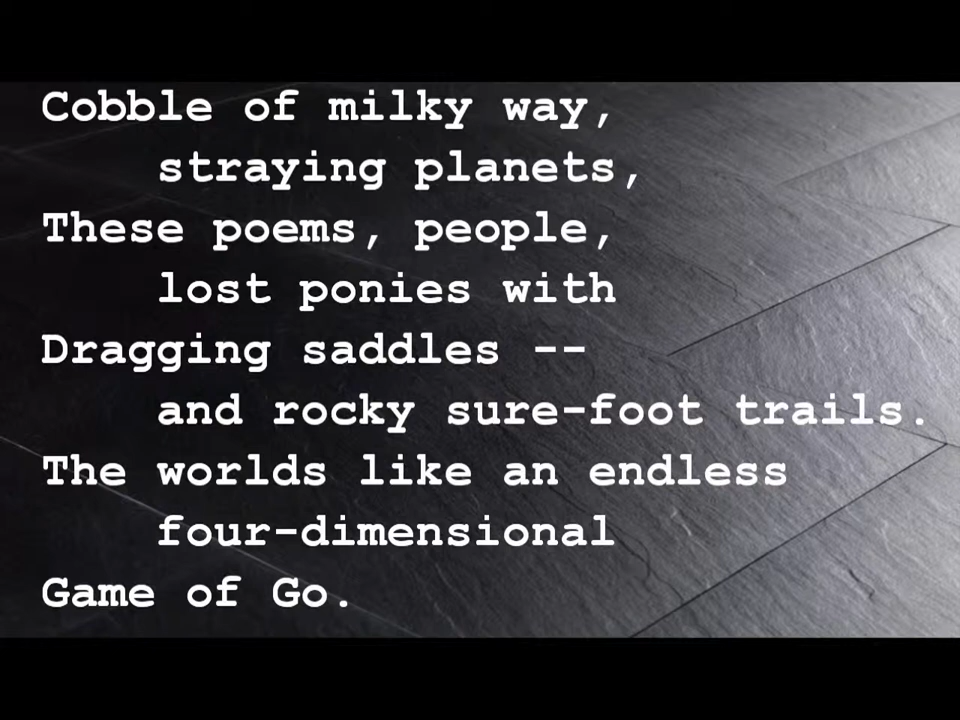 Cobble of milky way,
straying planets,
These poems, people,
lost ponies with
Dragging saddles --
and rocky sure-foot trails.
The worlds like an endless
four-dimensional
Game of Go.